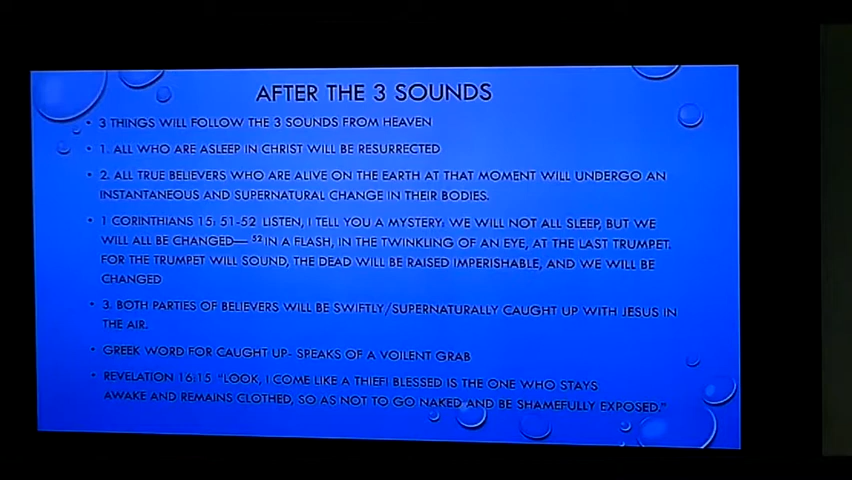 AFTER THE 3 SOUNDS
• 3 THINGS WILL FOLLOW THE 3 SOUNDS FROM HEAVEN
• 1. ALL WHO ARE ASLEEP IN CHRIST WILL BE RESURRECTED
• 2. ALL TRUE BELIEVERS WHO ARE ALIVE ON THE EARTH AT THAT MOMENT WILL UNDERGO AN
INSTANTANEOUS AND SUPERNATURAL CHANGE IN THEIR BODIES.
• 1 CORINTHIANS 15: 51-52 LISTEN, I TELL YOU A MYSTERY: WE WILL NOT ALL SLEEP, BUT WE
WILL ALL BE CHANGED— 52 IN A FLASH, IN THE TWINKLING OF AN EYE, AT THE LAST TRUMPET.
FOR THE TRUMPET WILL SOUND, THE DEAD WILL BE RAISED IMPERISHABLE, AND WE WILL BE
CHANGED
• 3. BOTH PARTIES OF BELIEVERS WILL BE SWIFTLY/SUPERNATURALLY CAUGHT UP WITH JESUS IN
THE AIR.
• GREEK WORD FOR CAUGHT UP- SPEAKS OF A VOILENT GRAB
• REVELATION 16:15 "LOOK, I COME LIKE A THIEF! BLESSED IS THE ONE WHO STAYS
AWAKE AND REMAINS CLOTHED, SO AS NOT TO GO NAKED AND BE SHAMEFULLY EXPOSED."